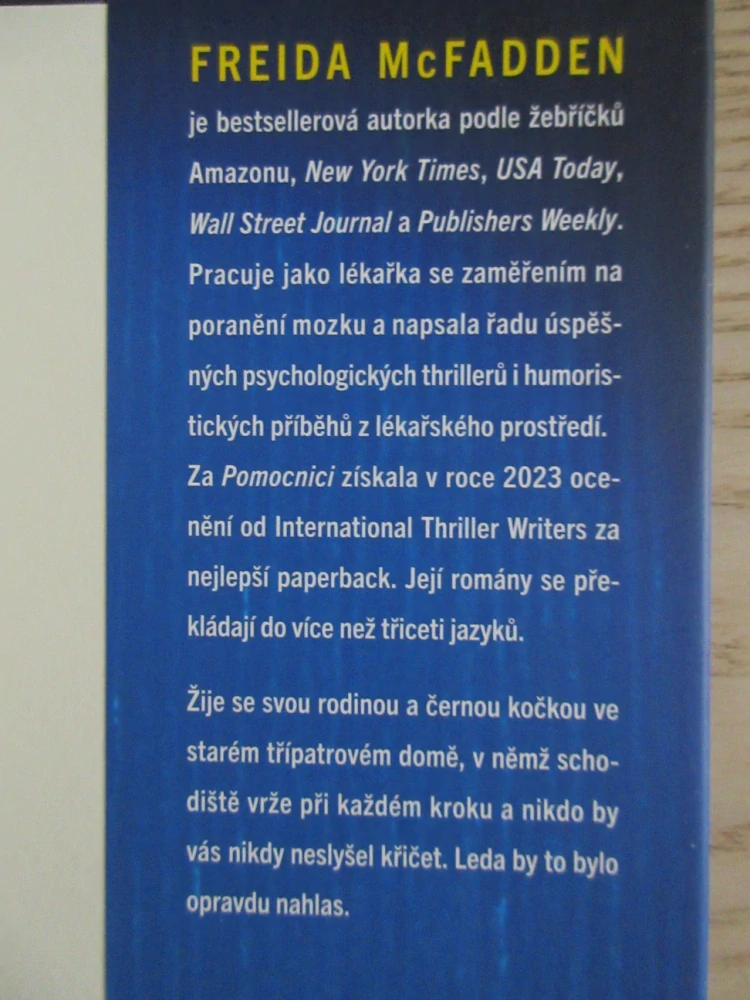 FREIDA McFADDEN
je bestsellerová autorka podle žebříčků
Amazonu, New York Times, USA Today,
Wall Street Journal a Publishers Weekly.
Pracuje jako lékařka se zaměřením na
poranění mozku a napsala řadu úspěš-
ných psychologických thrillerů i humoris-
tických příběhů z lékařského prostředí.
Za Pomocnici získala v roce 2023 oce-
nění od International Thriller Writers za
nejlepší paperback. Její romány se pře-
kládají do více než třiceti jazyků.
Žije se svou rodinou a černou kočkou ve
starém třípatrovém domě, v němž scho-
diště vrže při každém kroku a nikdo by
vás nikdy neslyšel křičet. Leda by to bylo
opravdu nahlas.